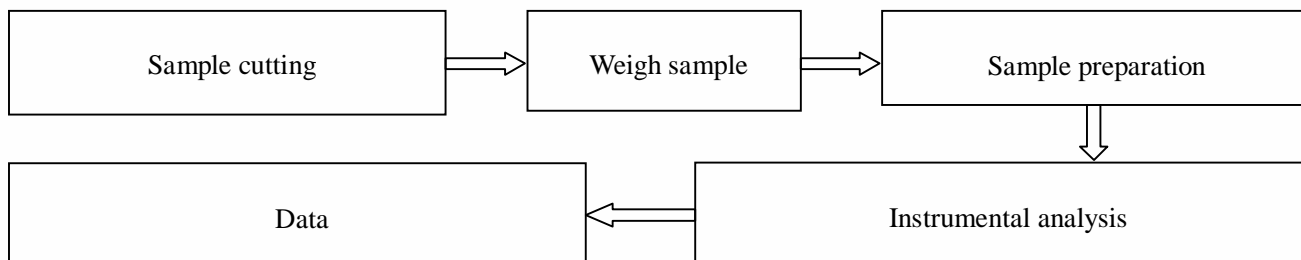 Sample cutting
Weigh sample
Sample preparation
Instrumental analysis
Data